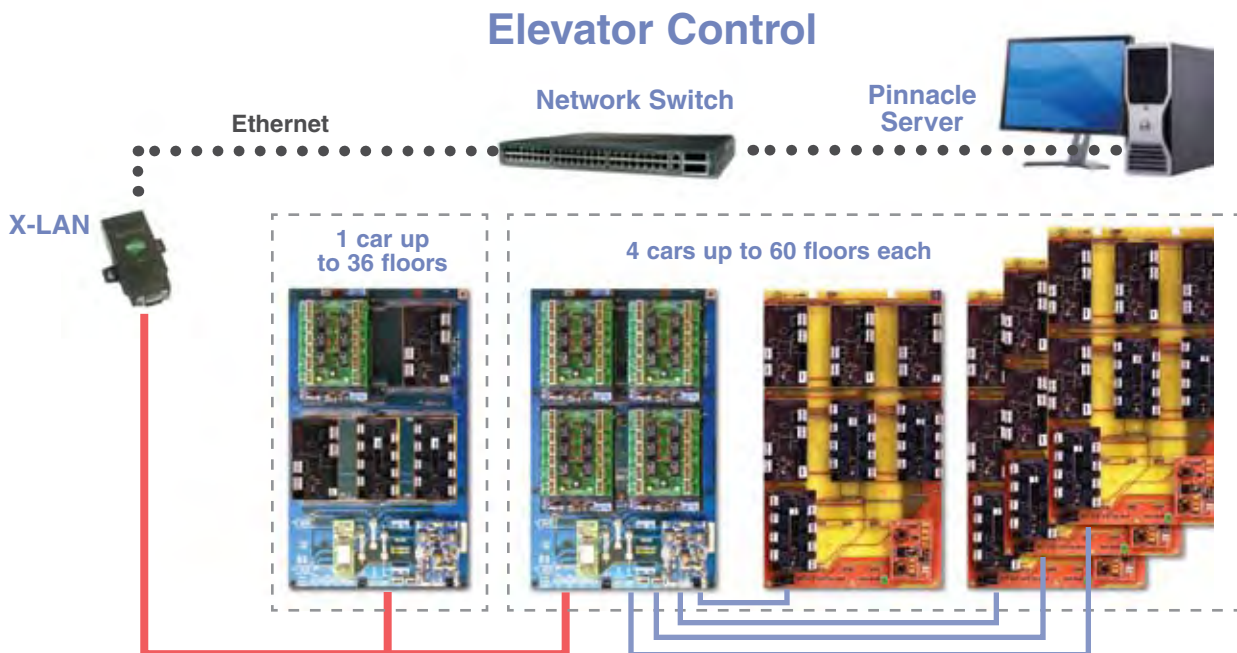 Elevator Control
Network Switch
Pinnacle
Server
Ethernet
X-LAN
1 car up
to 36 floors
4 cars up to 60 floors each